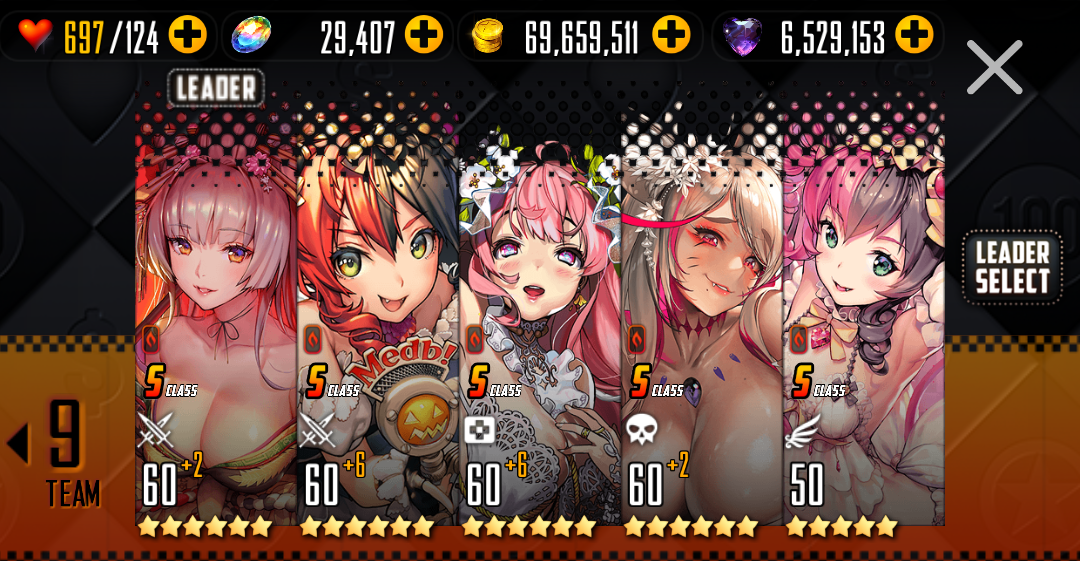 697/124
29,407
69,659,511
6,529,153
LEADER
LEADER
SELECT
Medb!
S CLASS
S CLASS
S CLASS
S CLASS
S CLASS
9
TEAM
60+2
60+6
60+6
60+2
50